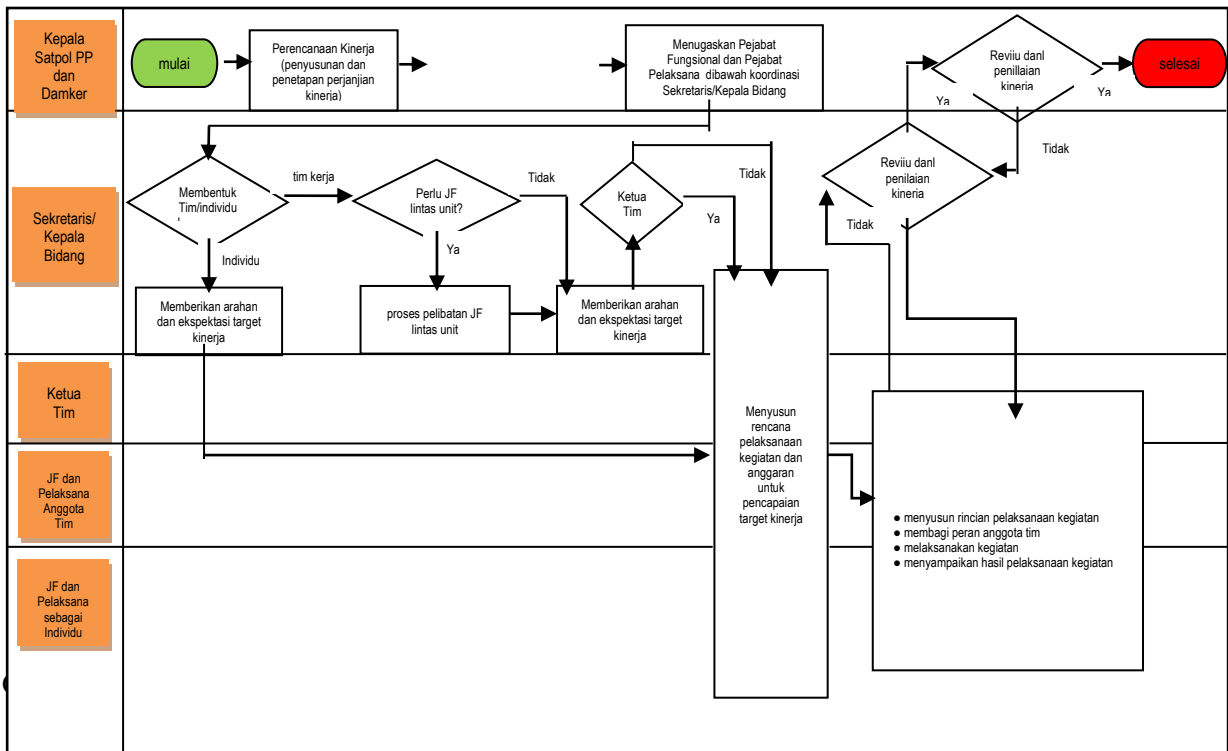 Kepala
Satpol PP
dan
Damker
mulai
Perencanaan Kinerja
(penyusunan dan
penetapan perjanjian
kinerja)
Menugaskan Pejabat
Fungsional dan Pejabat
Pelaksana dibawah koordinasi
Sekretaris/Kepala Bidang
Reviiu danl
penillaian
kinerja
Ya
Ya
selesai
Tidak
Sekretaris/
Kepala
Bidang
Membentuk
Tim/individu
tim kerja
Individu
Perlu JF
lintas unit?
Tidak
Ya
Ketua
Tim
Ya
Tidak
Reviiu danl
penilaian
kineria
Tidak
Memberikan arahan
dan ekspektasi target
kinerja
proses pelibatan JF
lintas unit
Memberikan arahan
dan ekspektasi target
kinerja
Ketua
Tim
JF dan
Pelaksana
Anggota
Tim
Menyusun
rencana
pelaksanaan
kegiatan dan
anggaran
untuk
pencapaian
target kinerja
● menyusun rincian pelaksanaan kegiatan
● membagi peran anggota tim
● melaksanakan kegiatan
● menyampaikan hasil pelaksanaan kegiatan
JF dan
Pelaksana
sebagai
Individu